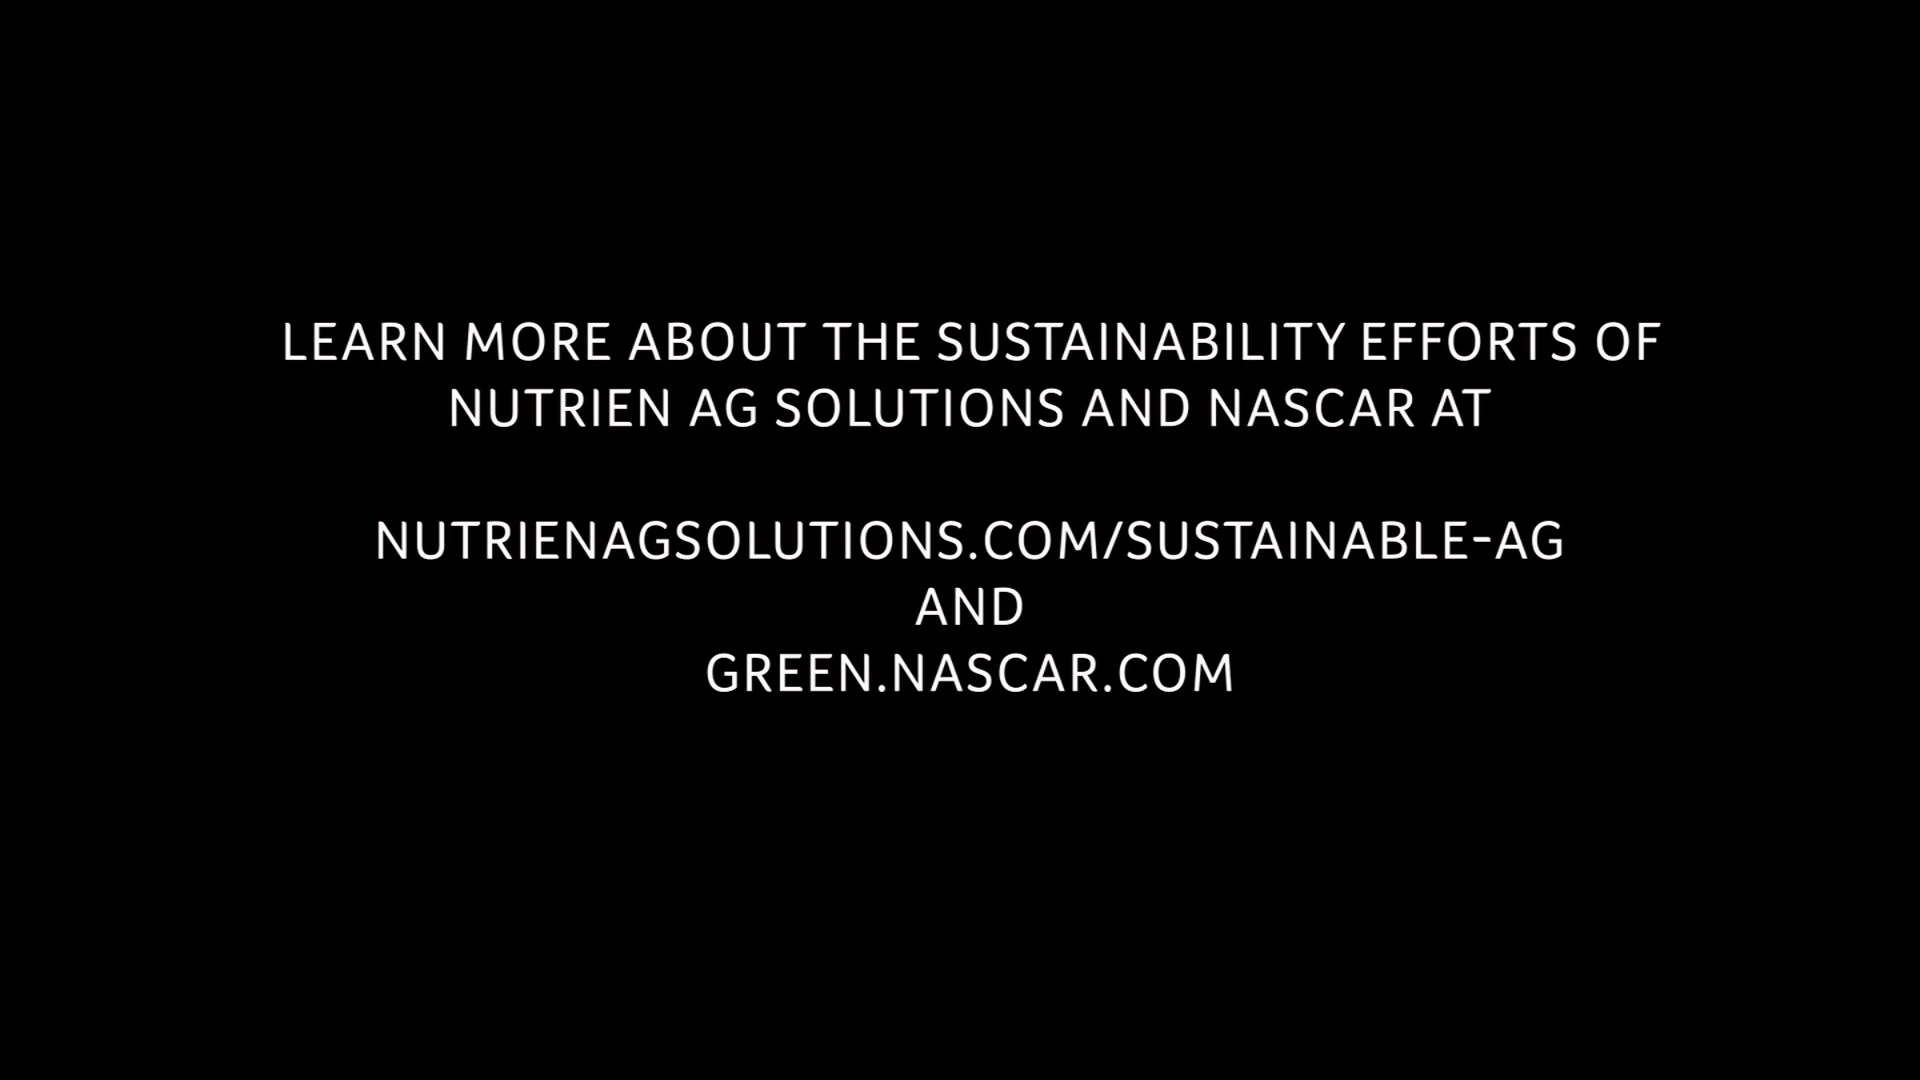 LEARN MORE ABOUT THE SUSTAINABILITY EFFORTS OF
NUTRIEN AG SOLUTIONS AND NASCAR AT
NUTRIENAGSOLUTIONS.COM/SUSTAINABLE-AG
AND
GREEN.NASCAR.COM